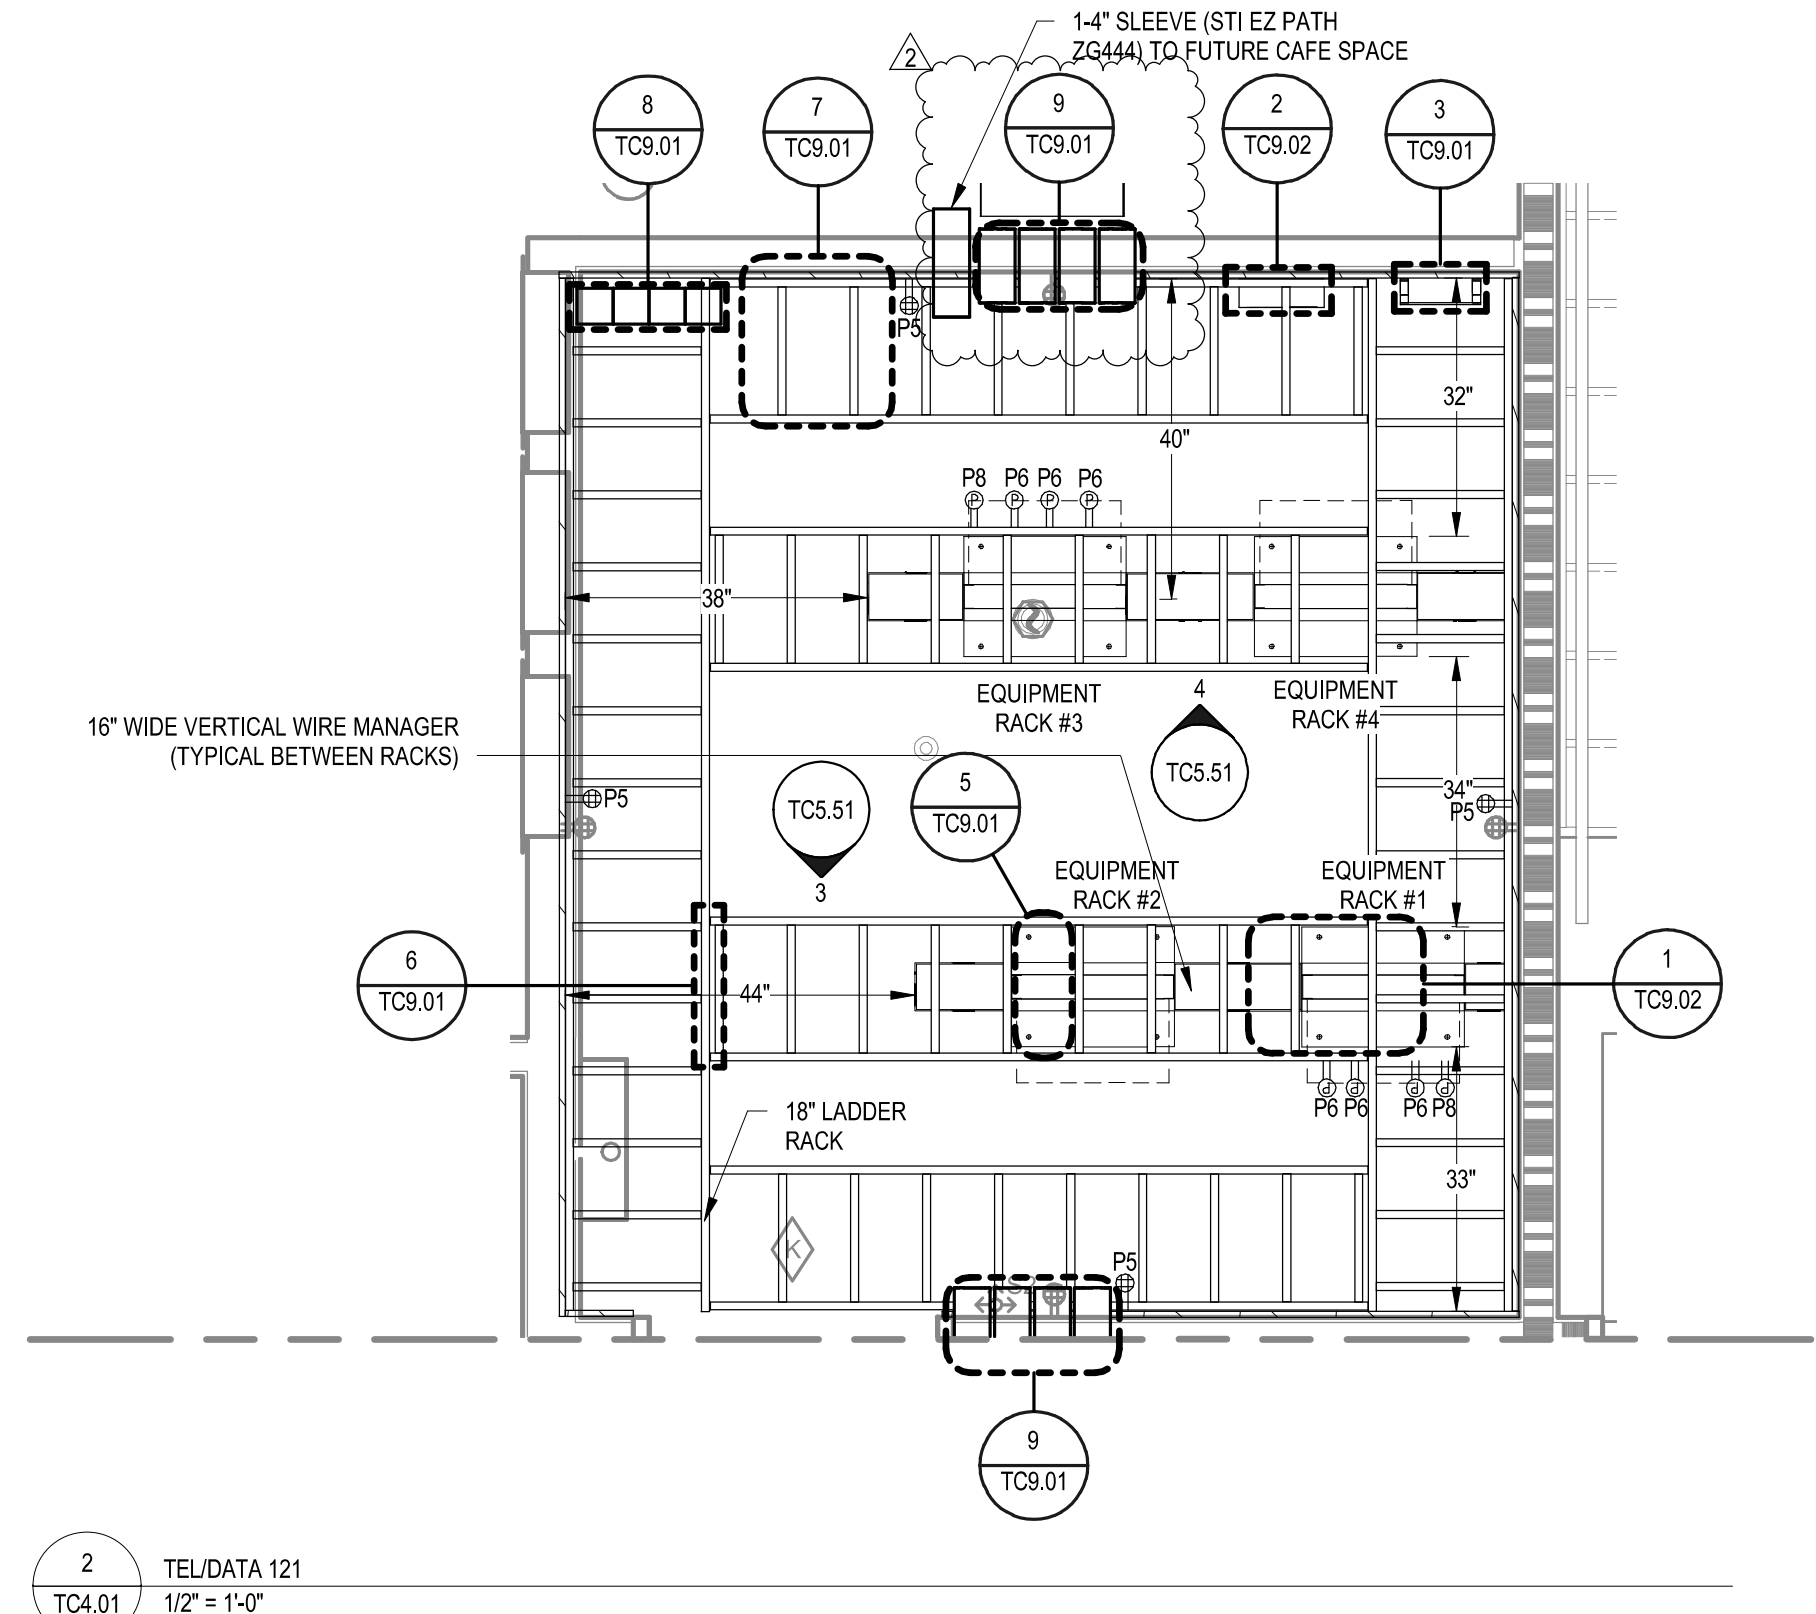 1-4" SLEEVE (STI EZ PATH
ZG444) TO FUTURE CAFE SPACE
2
8
TC9.01
7
TC9.01
9
TC9.01
2
TC9.02
3
TC9.01
P5
32"
40"
P8 P6 P6 P6
38"
EQUIPMENT
RACK #3
4
TC5.51
EQUIPMENT
RACK #4
16" WIDE VERTICAL WIRE MANAGER
(TYPICAL BETWEEN RACKS)
P5
TC5.51
3
5
TC9.01
34"
P5
EQUIPMENT
RACK #2
EQUIPMENT
RACK #1
6
TC9.01
44"
1
TC9.02
P6 P6 P6 P8
18" LADDER
RACK
33"
K
P5
9
TC9.01
2
TC4.01
TEL/DATA 121
1/2" = 1'-0"